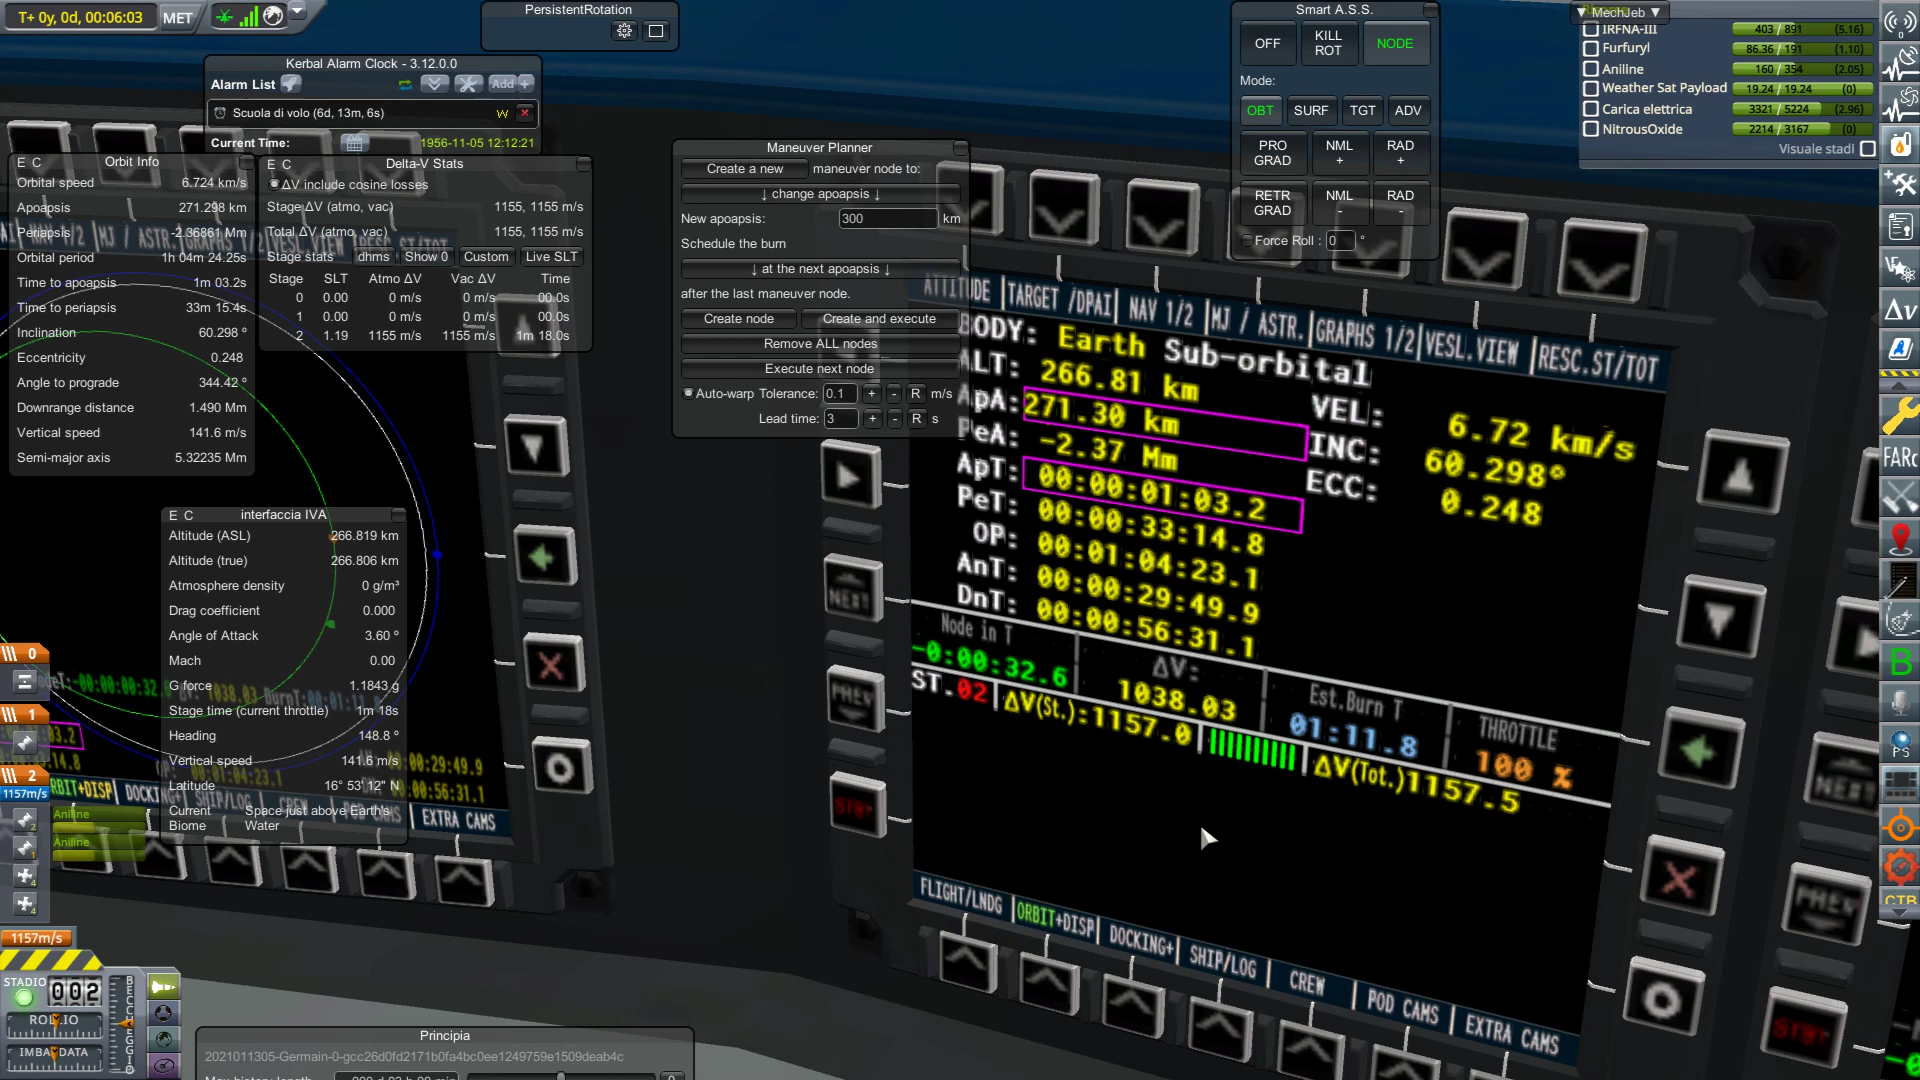 T+ 0y, 0d, 00:06:03
MET
PersistentRotation
Kerbal Alarm Clock - 3.12.0.0
Alarm List
Add +
Scuola di volo (6d, 13m, 6s)
W
Current Time:
1956-11-05 12:12:21
E C Orbit Info
Orbital speed 6.724 km/s
Apoapsis 271.298 km
Periapsis -2.36861 Mm
Orbital period 1h 04m 24.25s
Time to apoapsis 1m 03.2s
Time to periapsis 33m 15.4s
Inclination 60.298 º
Eccentricity 0.248
Angle to prograde 344.42 º
Downrange distance 1.490 Mm
Vertical speed 141.6 m/s
Semi-major axis 5.32235 Mm
E C Delta-V Stats
ΔV include cosine losses
Stage ΔV (atmo, vac) 1155, 1155 m/s
Total ΔV (atmo, vac) 1155, 1155 m/s
Stage stats dhms Show 0 Custom Live SLT
Stage SLT Atmo ΔV Vac ΔV Time
0 0.00 0 m/s 0 m/s 00.0s
1 0.00 0 m/s 0 m/s 00.0s
2 1.19 1155 m/s 1155 m/s 1m 18.0s
Maneuver Planner
Create a new maneuver node to:
↓ change apoapsis ↓
New apoapsis: 300 km
Schedule the burn
↓ at the next apoapsis ↓
after the last maneuver node.
Create node Create and execute
Remove ALL nodes
Execute next node
Auto-warp Tolerance: 0.1 + - R m/s
Lead time: 3 + - R s
Smart A.S.S.
OFF KILL ROT NODE
Mode:
OBT SURF TGT ADV
PRO GRAD NML + RAD +
RETR GRAD NML - RAD -
Force Roll : 0 °
▼ MechJeb ▼
IRFNA-III 403 / 891 (5.16)
Furfuryl 86.36 / 191 (1.10)
Aniline 160 / 354 (2.05)
Weather Sat Payload 19.24 / 19.24 (0)
Carica elettrica 3321 / 5224 (2.96)
NitrousOxide 2214 / 3167 (0)
Visuale stadi
E C interfaccia IVA
Altitude (ASL) 266.819 km
Altitude (true) 266.806 km
Atmosphere density 0 g/m³
Drag coefficient 0.000
Angle of Attack 3.60 º
Mach 0.00
G force 1.1843 g
Stage time (current throttle) 1m 18s
Heading 148.8 º
Vertical speed 141.6 m/s
Latitude 16° 53'12" N
Current Biome Space just above Earth's Water
ATTITUDE |TARGET /DPAI| NAV 1/2 |MJ / ASTR.|GRAPHS 1/2|VESL.VIEW |RESC.ST/TOT
BODY: Earth Sub-orbital
ALT: 266.81 km
VEL: 6.72 km/s
ApA: 271.30 km
INC: 60.298°
PeA: -2.37 Mm
ECC: 0.248
ApT: 00:00:01:03.2
PeT: 00:00:33:14.8
OP: 00:01:04:23.1
AnT: 00:00:29:49.9
DnT: 00:00:56:31.1
Node in T ΔV: Est.Burn T THROTTLE
-0:00:32.6 1038.03 01:11.8 100 %
ST.02 ΔV(St.):1157.0 ΔV(Tot.)1157.5
FLIGHT/LNDG |ORBIT+DISP| DOCKING+| SHIP/LOG | CREW | POD CAMS | EXTRA CAMS
NEXT
PREV
STBY
0
1
2
1157m/s
Aniline
Aniline
1157m/s
STADIO 002
ROLLIO
IMBARDATA
BECCHEGGIO
EXTRA CAMS
Principia
2021011305-Germain-0-gcc26d0fd2171b0fa4bc0ee1249759e1509deab4c
Δv
FARc
B
PS
CTB